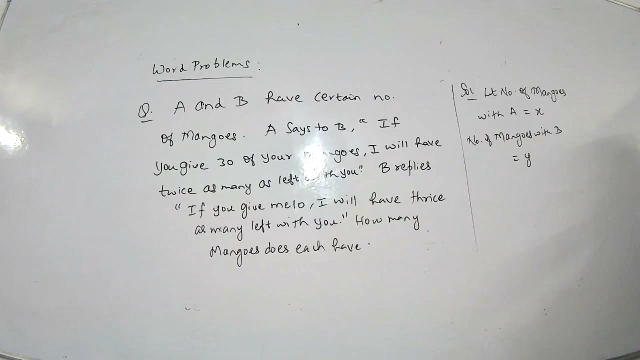 Word Problems:
Q. A and B have certain no.
of Mangoes. A says to B, "If
you give 30 of your Mangoes, I will have
twice as many as left with you" B replies
"If you give me 10, I will have thrice
as many left with you." How many
Mangoes does each have.
Sol Lt No. of Mangoes
with A = x
No. of Mangoes with B
= y